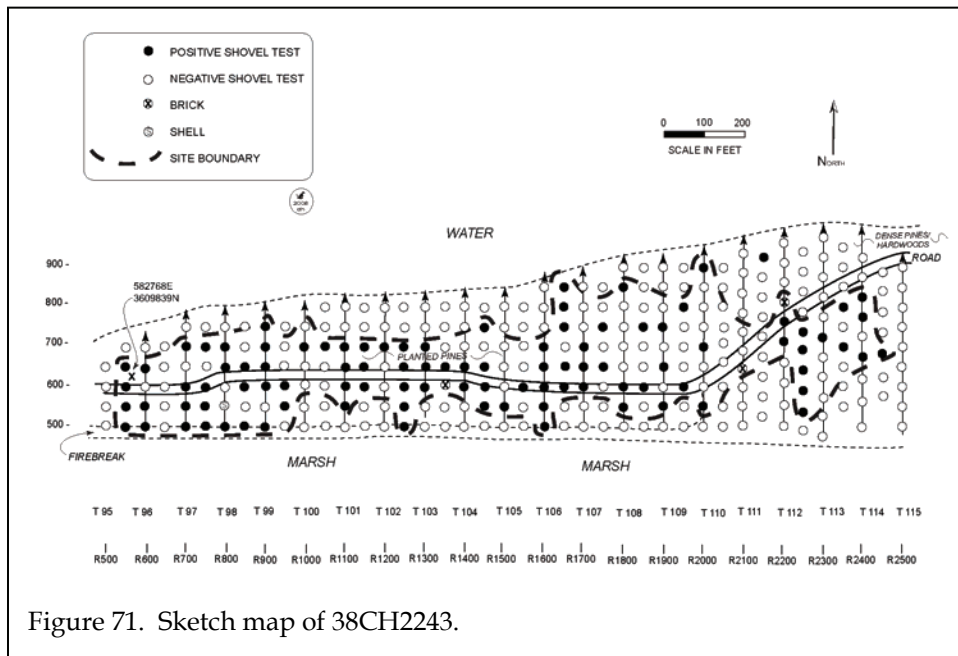 POSITIVE SHOVEL TEST
NEGATIVE SHOVEL TEST
BRICK
SHELL
SITE BOUNDARY
2008
0 100 200
SCALE IN FEET
NORTH
WATER
DENSE PINES/
HARDWOODS
ROAD
900 -
800 -
700 -
600 -
500 -
582768E
3609839N
PLANTED PINES
FIREBREAK
MARSH
MARSH
T 95 T 96 T 97 T 98 T 99 T 100 T 101 T 102 T 103 T 104 T 105 T 106 T 107 T 108 T 109 T 110 T 111 T 112 T 113 T 114 T 115
R500 R600 R700 R800 R900 R1000 R1100 R1200 R1300 R1400 R1500 R1600 R1700 R1800 R1900 R2000 R2100 R2200 R2300 R2400 R2500
Figure 71. Sketch map of 38CH2243.